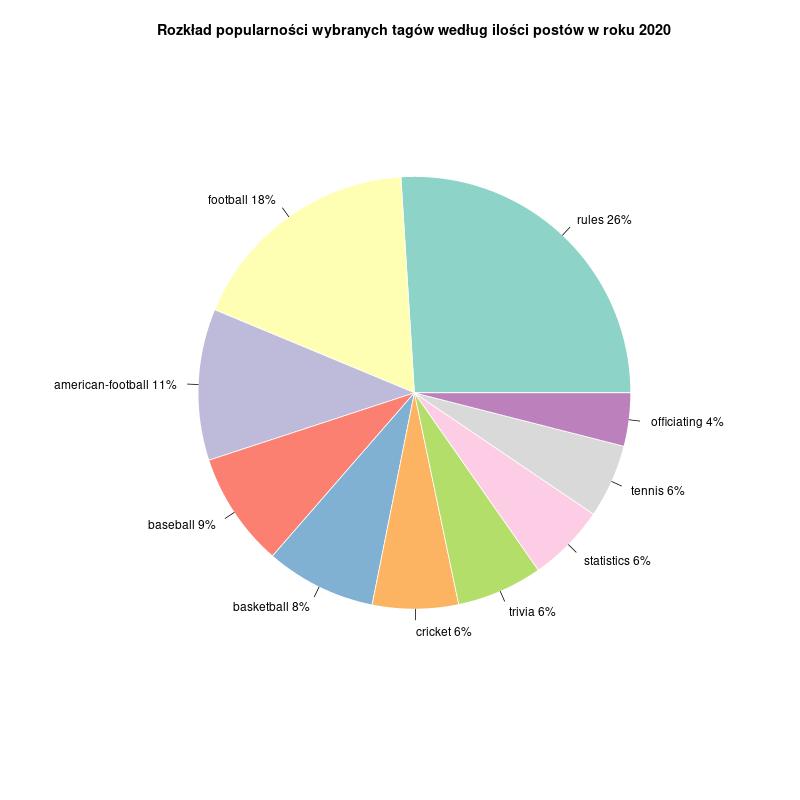 Rozkład popularności wybranych tagów według ilości postów w roku 2020
football 18%
rules 26%
american-football 11%
officiating 4%
tennis 6%
baseball 9%
statistics 6%
basketball 8%
trivia 6%
cricket 6%